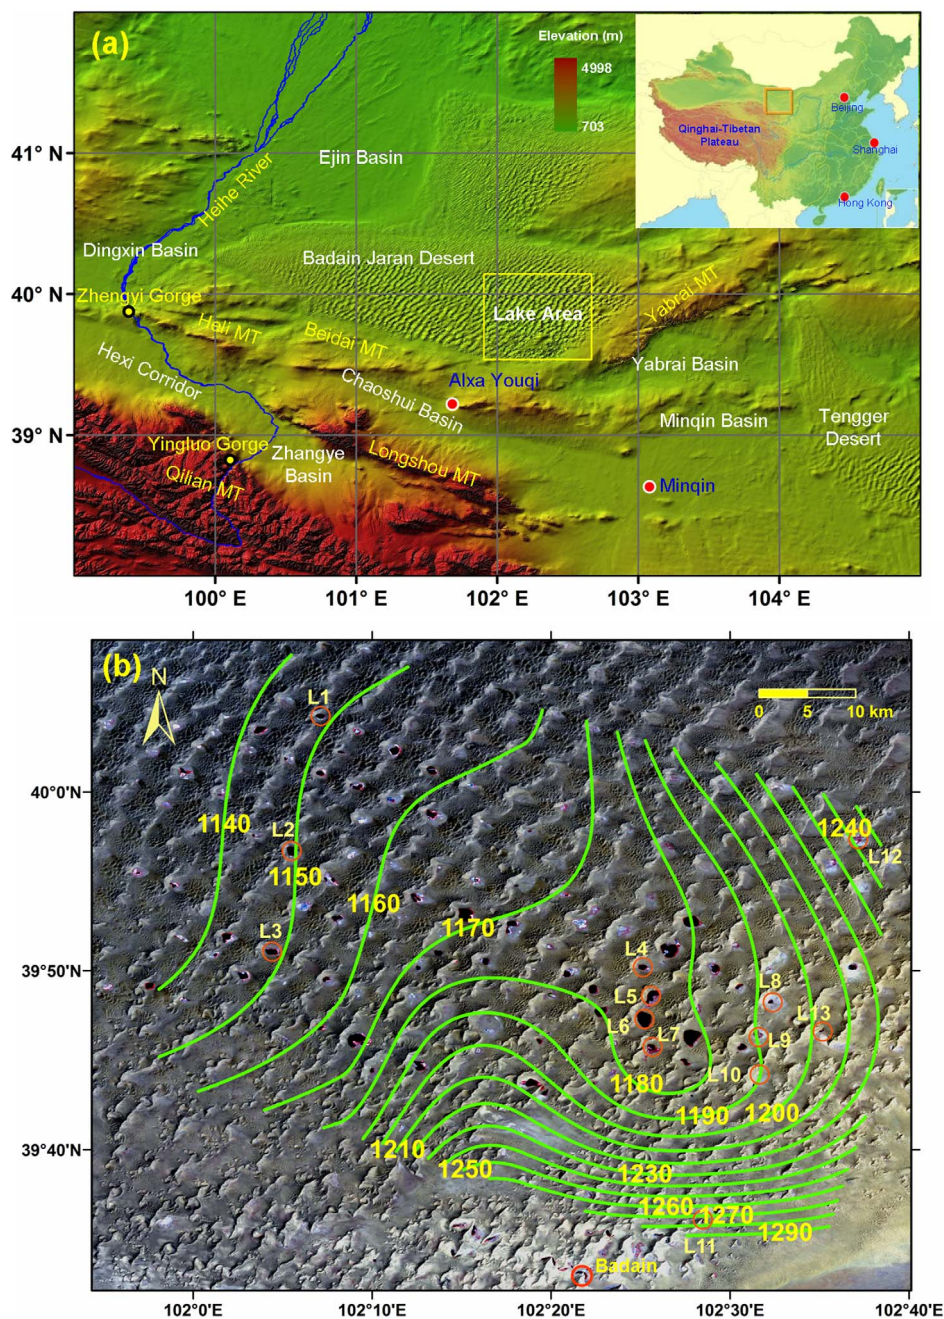 (a)
Elevation (m)
4998
703
Beijing
Qinghai-Tibetan
Plateau
Shanghai
Hong Kong
41° N
Ejin Basin
Heihe River
Dingxin Basin
Badain Jaran Desert
40° N
Zhengyi Gorge
Lake Area
Yabrai MT
Heli MT
Beidai MT
Hexi Corridor
Yabrai Basin
Chaoshui Basin
Alxa Youqi
Minqin Basin
Tengger
Desert
39° N
Yingluo Gorge
Zhangye
Basin
Longshou MT
Qilian MT
Minqin
100° E
101° E
102° E
103° E
104° E
(b)
N
L1
0
5
10 km
40°0'N
1140
L2
1240
L12
1150
1160
1170
L3
39°50'N
L4
L5
L8
L6
L7
L13
L9
L10
1180
1190
1200
39°40'N
1210
1250
1230
1260
1270
1290
L11
Badain
102°0'E
102°10'E
102°20'E
102°30'E
102°40'E